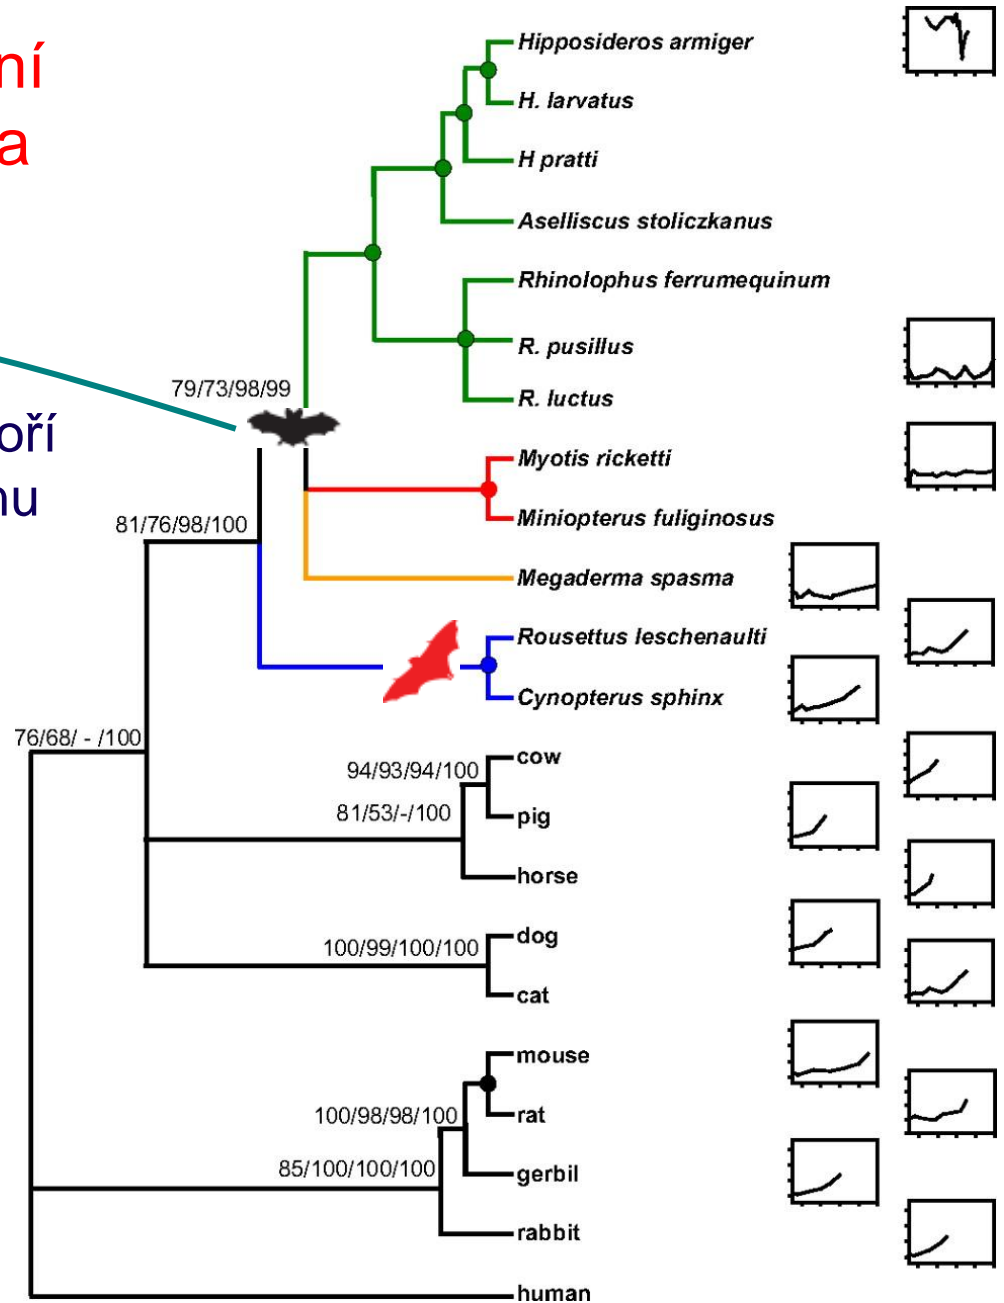 ní
a
oří
nu
Hipposideros armiger
H. larvatus
H pratti
Aselliscus stoliczkanus
Rhinolophus ferrumequinum
R. pusillus
R. luctus
79/73/98/99
Myotis ricketti
Miniopterus fuliginosus
81/76/98/100
Megaderma spasma
Rousettus leschenaulti
Cynopterus sphinx
76/68/ - /100
cow
94/93/94/100
pig
81/53/-/100
horse
dog
100/99/100/100
cat
mouse
rat
100/98/98/100
gerbil
85/100/100/100
rabbit
human